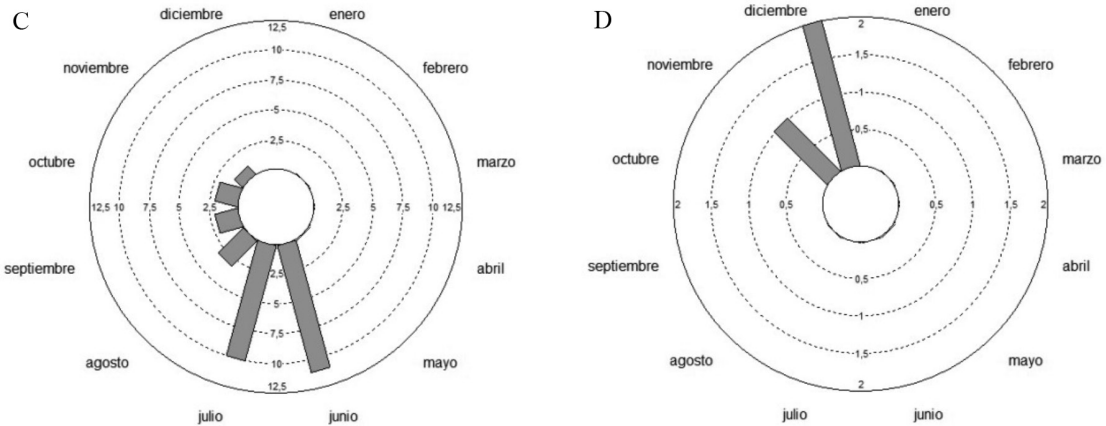 C
diciembre
enero
febrero
marzo
abril
mayo
junio
julio
agosto
septiembre
octubre
noviembre
12,5
10
7,5
5
2,5
12,5 10 7,5 5 2,5
2,5 5 7,5 10 12,5
2,5
5
7,5
10
12,5
D
diciembre
enero
febrero
marzo
abril
mayo
junio
julio
agosto
septiembre
octubre
noviembre
2
1,5
1
0,5
2 1,5 1 0,5
0,5 1 1,5 2
0,5
1
1,5
2